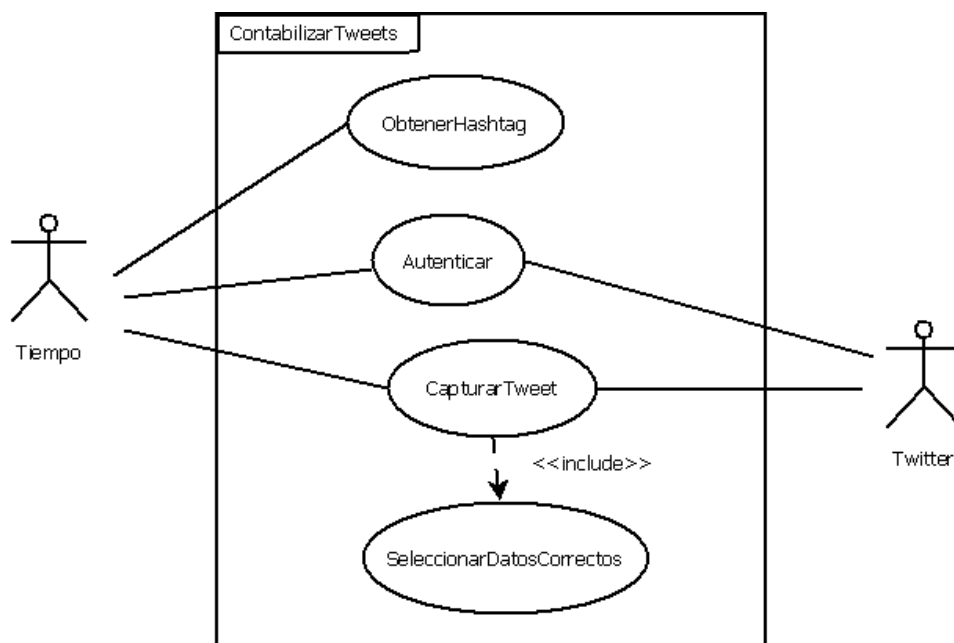 ContabilizarTweets
ObtenerHashtag
Autenticar
Tiempo
CapturarTweet
<<include>>
Twitter
SeleccionarDatosCorrectos